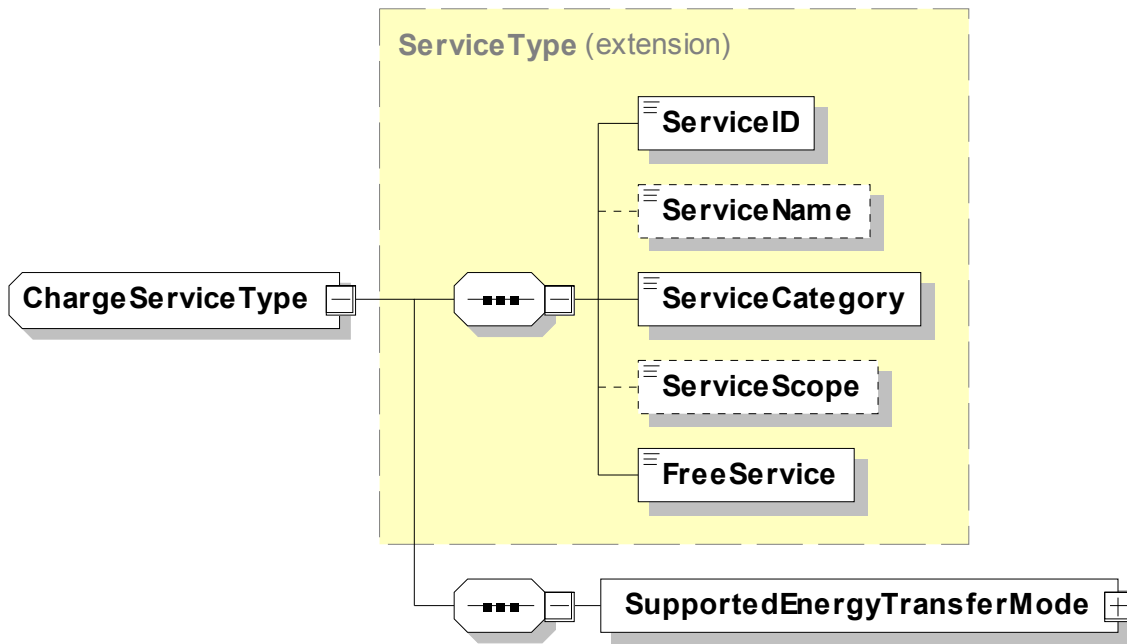 ServiceType (extension)
ServiceID
ServiceName
ChargeServiceType
ServiceCategory
ServiceScope
FreeService
SupportedEnergyTransferMode